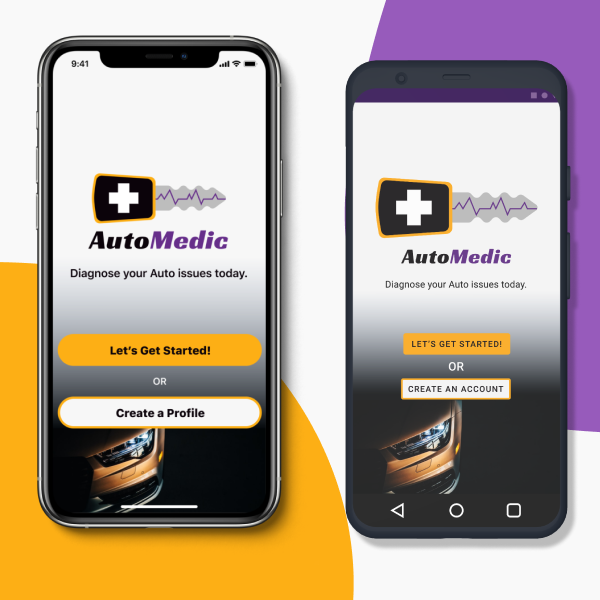 9:41
AutoMedic
Diagnose your Auto issues today.
Let's Get Started!
OR
Create a Profile
AutoMedic
Diagnose your Auto issues today.
LET'S GET STARTED!
OR
CREATE AN ACCOUNT